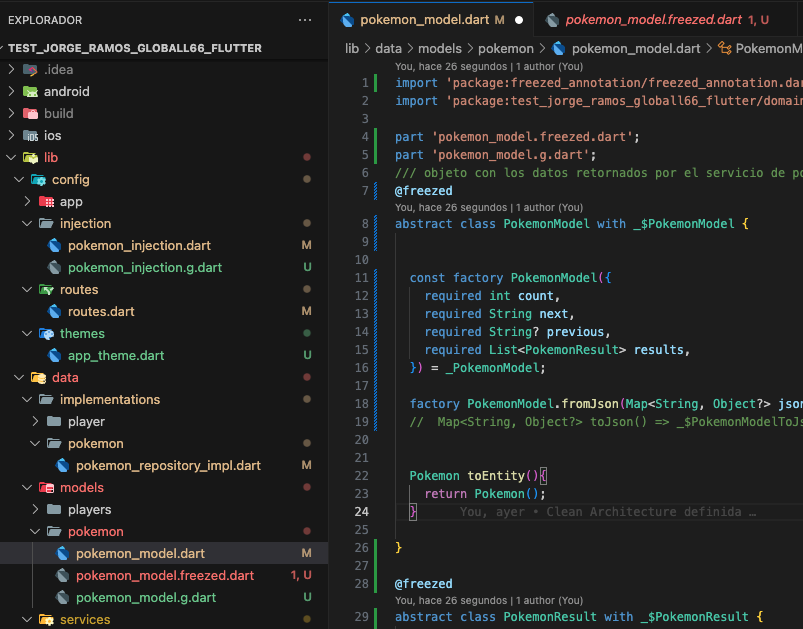 EXPLORADOR
...
TEST_JORGE_RAMOS_GLOBALL66_FLUTTER
.idea
android
build
ios
lib
config
app
injection
pokemon_injection.dart M
pokemon_injection.g.dart U
routes
routes.dart M
themes
app_theme.dart U
data
implementations
player
pokemon
pokemon_repository_impl.dart M
models
players
pokemon
pokemon_model.dart M
pokemon_model.freezed.dart 1, U
pokemon_model.g.dart U
services
pokemon_model.dart M
pokemon_model.freezed.dart 1, U
lib > data > models > pokemon > pokemon_model.dart > PokemonM
You, hace 26 segundos | 1 author (You)
1 import 'package:freezed_annotation/freezed_annotation.dar
2 import 'package:test_jorge_ramos_globall66_flutter/domain
3
4 part 'pokemon_model.freezed.dart';
5 part 'pokemon_model.g.dart';
6 /// objeto con los datos retornados por el servicio de po
7 @freezed
You, hace 26 segundos | 1 author (You)
8 abstract class PokemonModel with _$PokemonModel {
9
10
11 const factory PokemonModel({
12 required int count,
13 required String next,
14 required String? previous,
15 required List<PokemonResult> results,
16 }) = _PokemonModel;
17
18 factory PokemonModel.fromJson(Map<String, Object?> json
19 //  Map<String, Object?> toJson() => _$PokemonModelToJs
20
21
22 Pokemon toEntity(){
23 return Pokemon();
24 } You, ayer • Clean Architecture definida …
25
26 }
27
28 @freezed
You, hace 26 segundos | 1 author (You)
29 abstract class PokemonResult with _$PokemonResult {